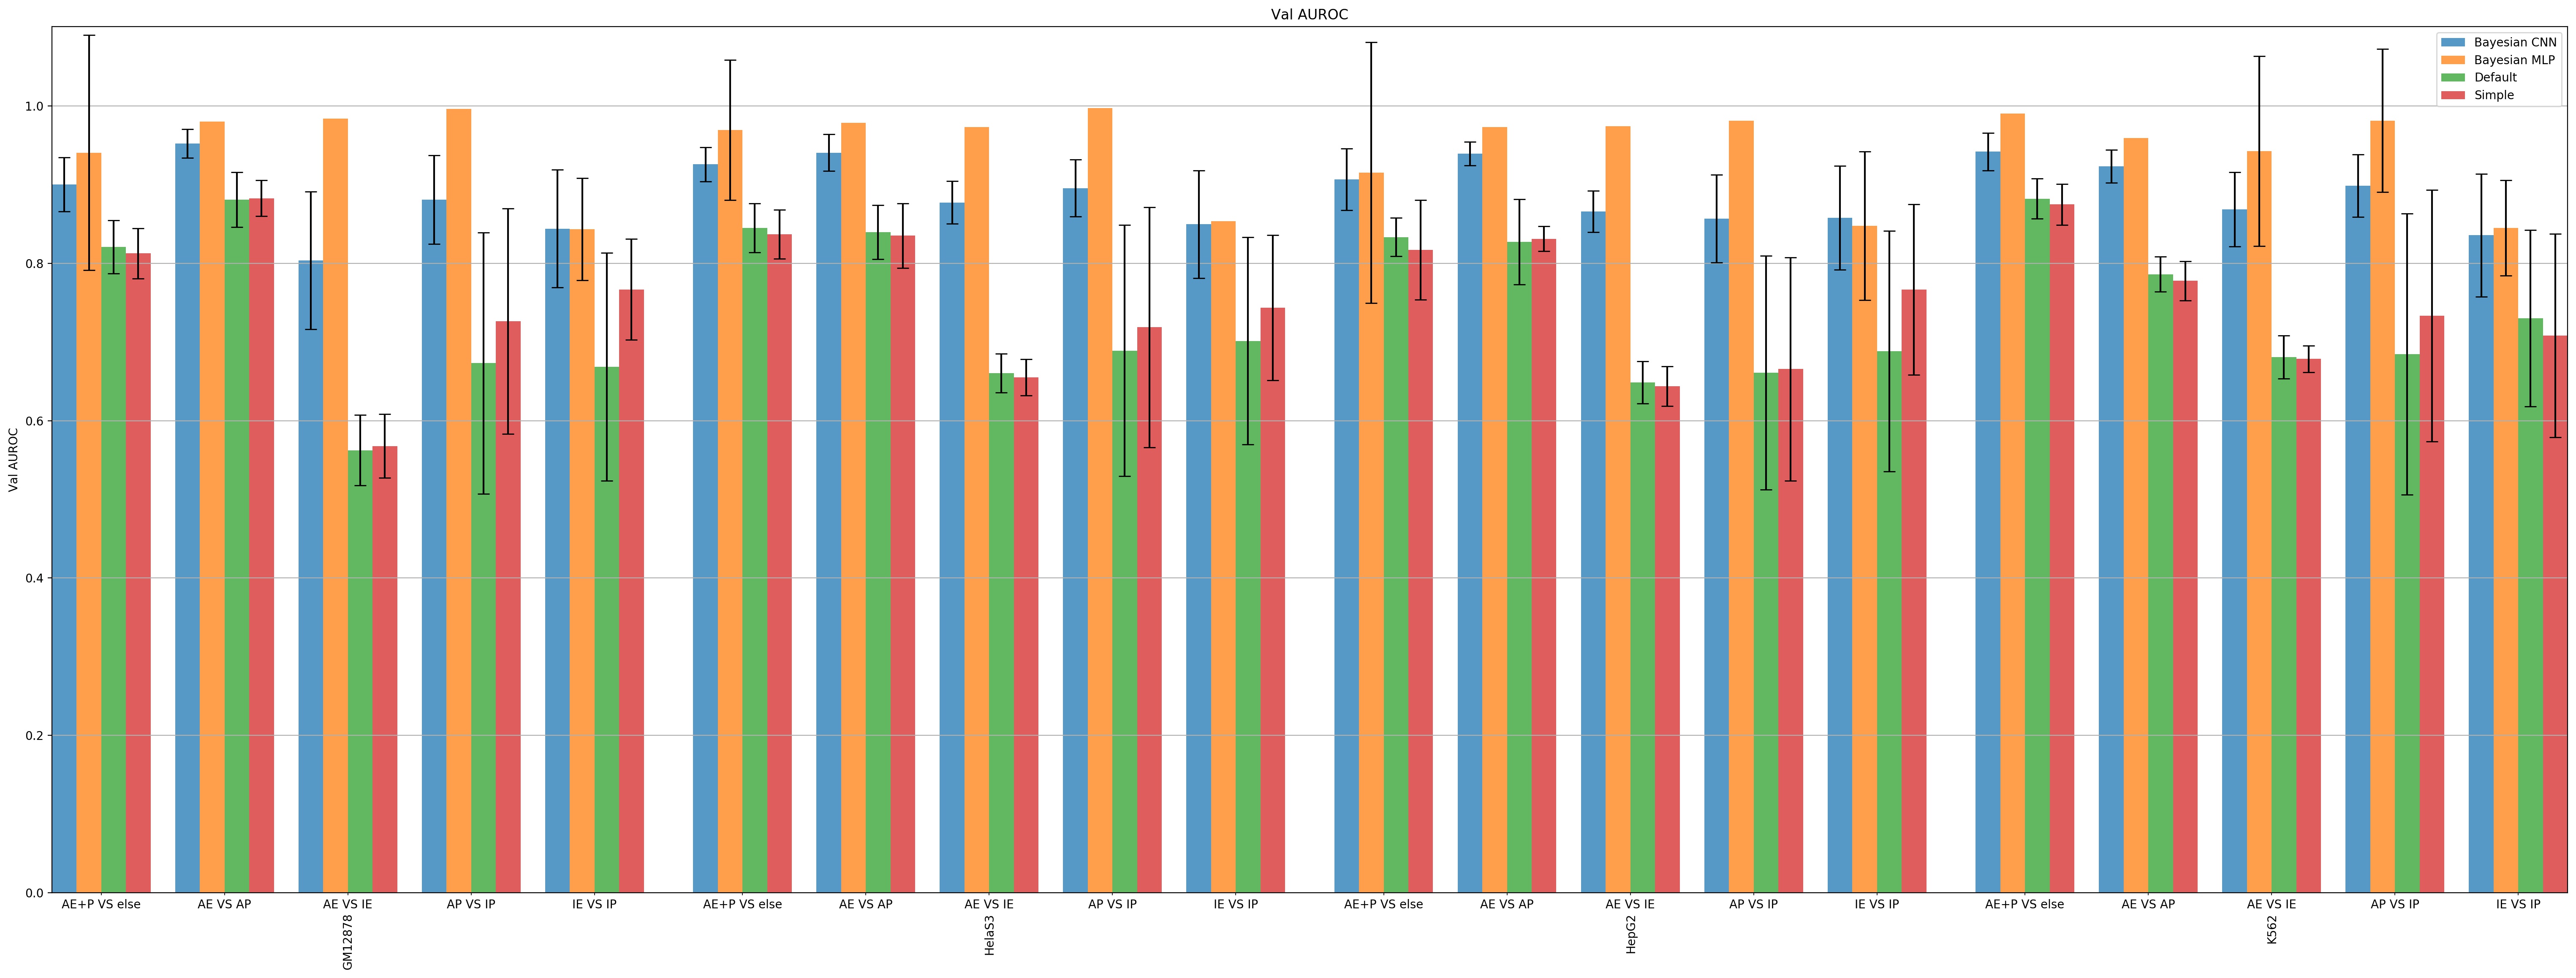 Val AUROC
Bayesian CNN
Bayesian MLP
Default
Simple
Val AUROC
1.0
0.8
0.6
0.4
0.2
0.0
AE+P VS else AE VS AP AE VS IE AP VS IP IE VS IP AE+P VS else AE VS AP AE VS IE AP VS IP IE VS IP AE+P VS else AE VS AP AE VS IE AP VS IP IE VS IP AE+P VS else AE VS AP AE VS IE AP VS IP IE VS IP
GM12878 HelaS3 HepG2 K562